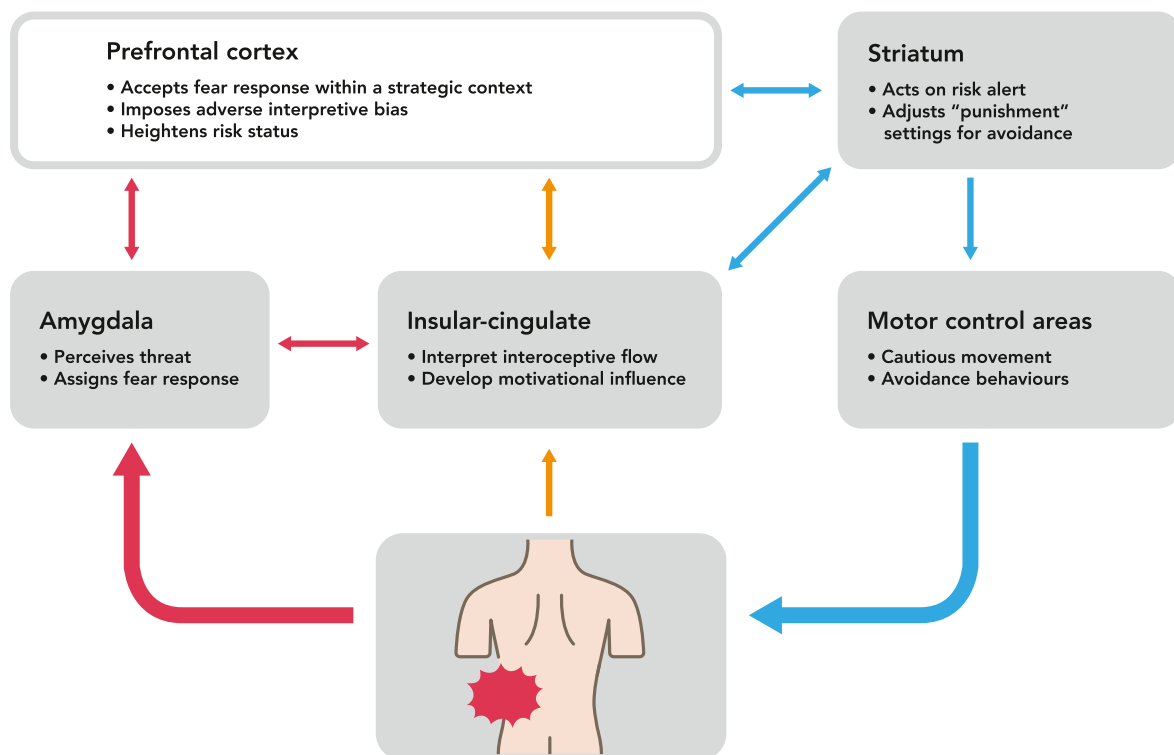 Prefrontal cortex
• Accepts fear response within a strategic context
• Imposes adverse interpretive bias
• Heightens risk status
Striatum
• Acts on risk alert
• Adjusts “punishment”
settings for avoidance
Amygdala
• Perceives threat
• Assigns fear response
Insular-cingulate
• Interpret interoceptive flow
• Develop motivational influence
Motor control areas
• Cautious movement
• Avoidance behaviours